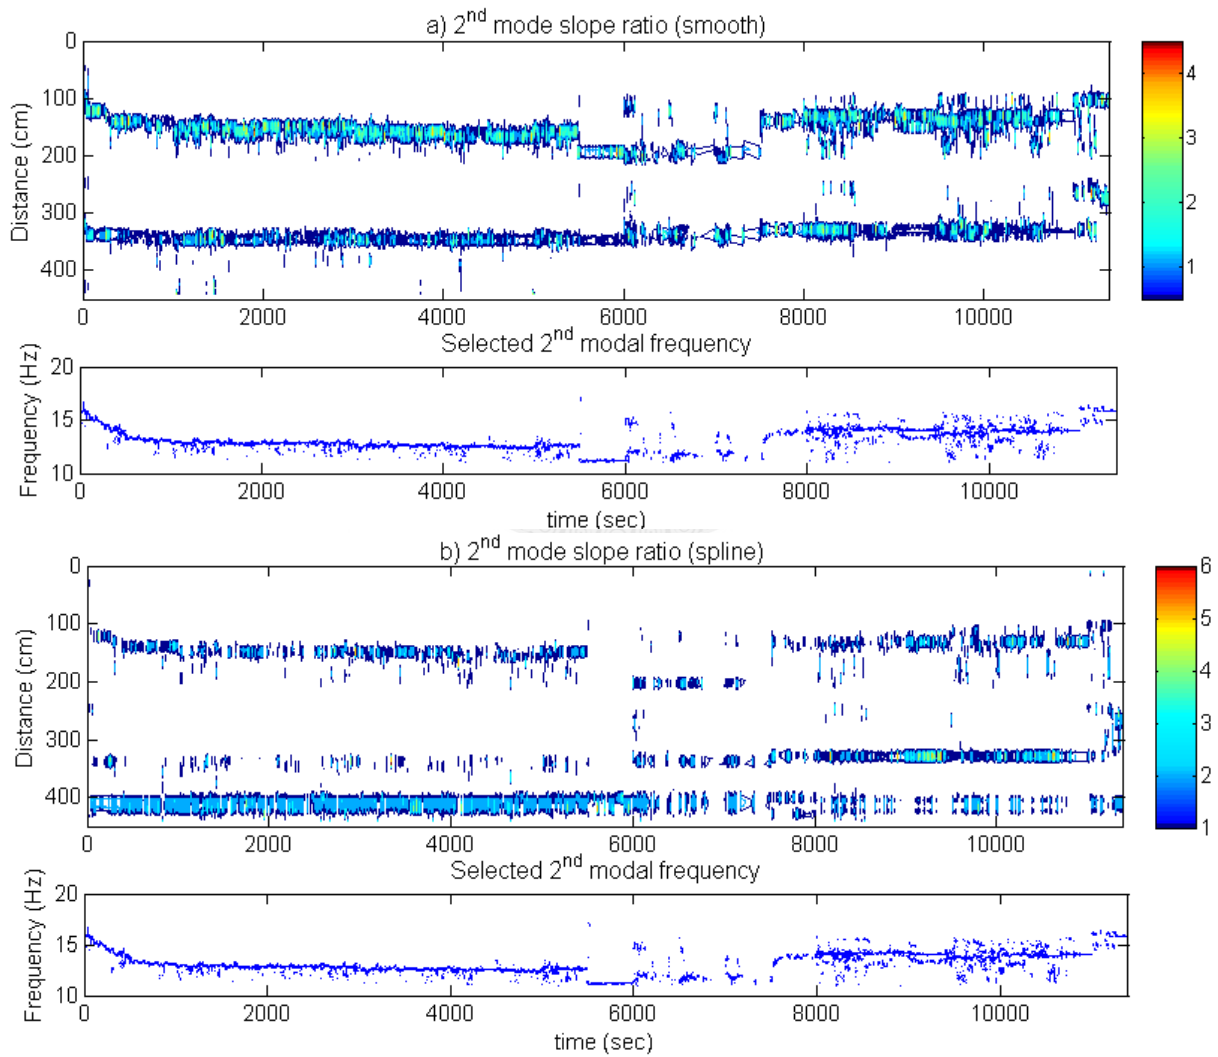 a) 2nd mode slope ratio (smooth)
Distance (cm)
0
100
200
300
400
0 2000 4000 6000 8000 10000
4
3
2
1
Selected 2nd modal frequency
Frequency (Hz)
20
15
10
0 2000 4000 6000 8000 10000
time (sec)
b) 2nd mode slope ratio (spline)
Distance (cm)
0
100
200
300
400
0 2000 4000 6000 8000 10000
6
5
4
3
2
1
Selected 2nd modal frequency
Frequency (Hz)
20
15
10
0 2000 4000 6000 8000 10000
time (sec)